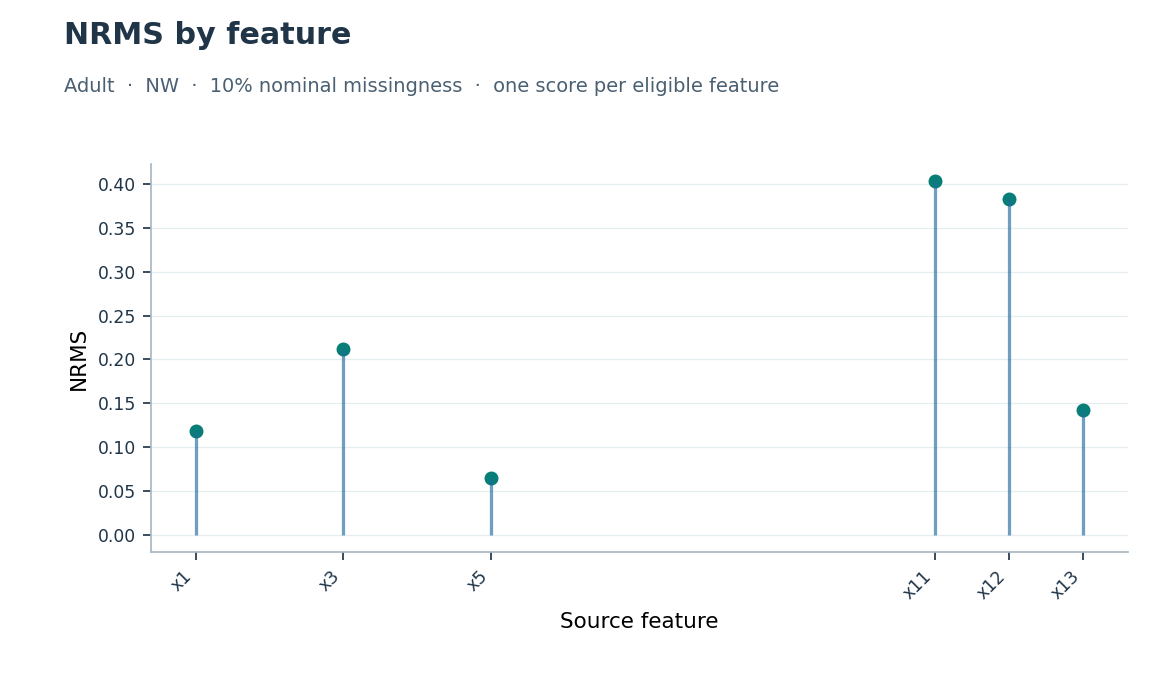 NRMS by feature
Adult · NW · 10% nominal missingness · one score per eligible feature
0.40
0.35
0.30
0.25
0.20
0.15
0.10
0.05
0.00
NRMS
x1 x3 x5 x11 x12 x13
Source feature